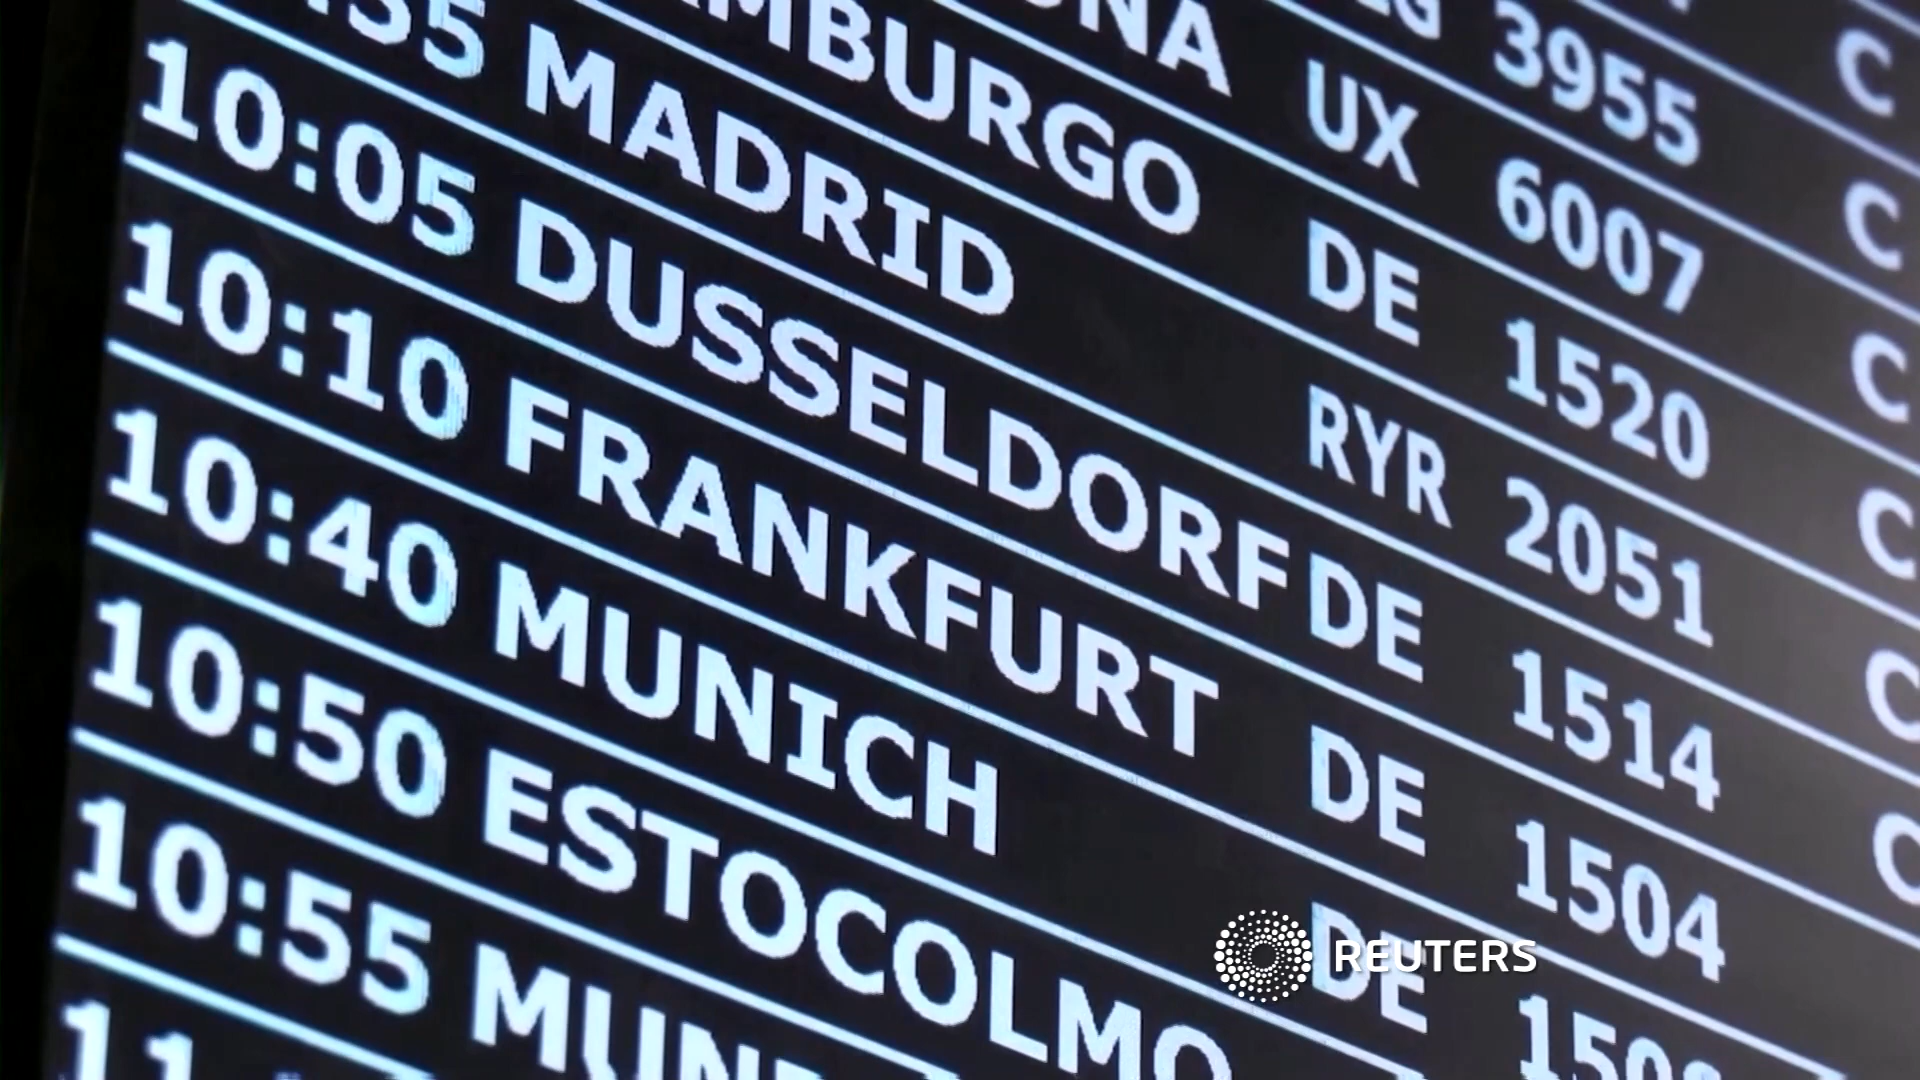 C
3955 C
UX 6007 C
DE 1520 C
MADRID RYR 2051 C
10:05 DUSSELDORF DE 1514 C
10:10 FRANKFURT DE 1504
10:40 MUNICH DE
10:50 ESTOCOLMO
10:55
REUTERS